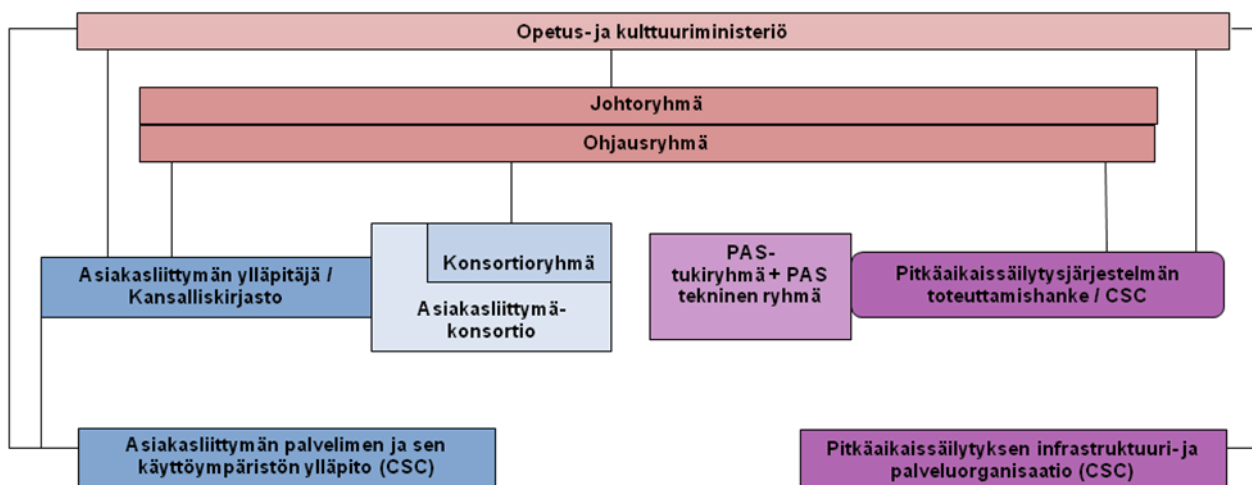 Opetus- ja kulttuuriministeriö
Johtoryhmä
Ohjausryhmä
Asiakasliittymän ylläpitäjä /
Kansalliskirjasto
Konsortioryhmä
Asiakasliittymä-
konsortio
PAS-
tukiryhmä + PAS
tekninen ryhmä
Pitkäaikaissäilytysjärjestelmän
toteuttamishanke / CSC
Asiakasliittymän palvelimen ja sen
käyttöympäristön ylläpito (CSC)
Pitkäaikaissäilytyksen infrastruktuuri- ja
palveluorganisaatio (CSC)